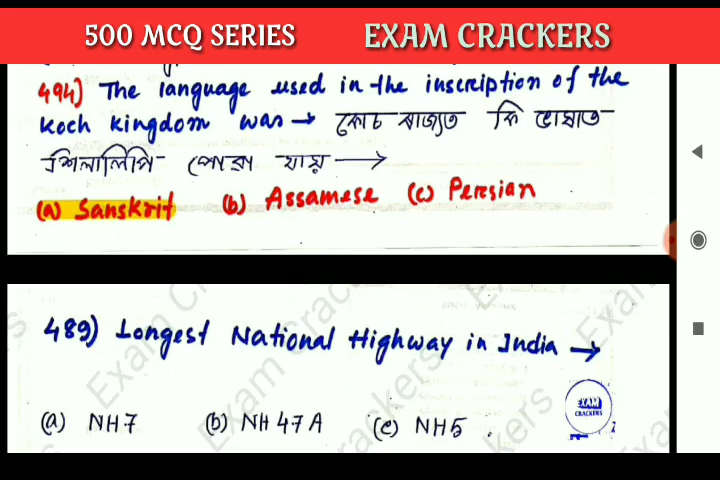 500 MCQ SERIES EXAM CRACKERS
494) The language used in the inscription of the
Koch kingdom was → কোচ ৰাজ্যত কি ভাষাত
শিলালিপি পোৱা যায় →
(a) Sanskrit (b) Assamese (c) Persian
489) Longest National Highway in India →
EXAM
CRACKERS
(a) NH7 (b) NH 47A (c) NH5.